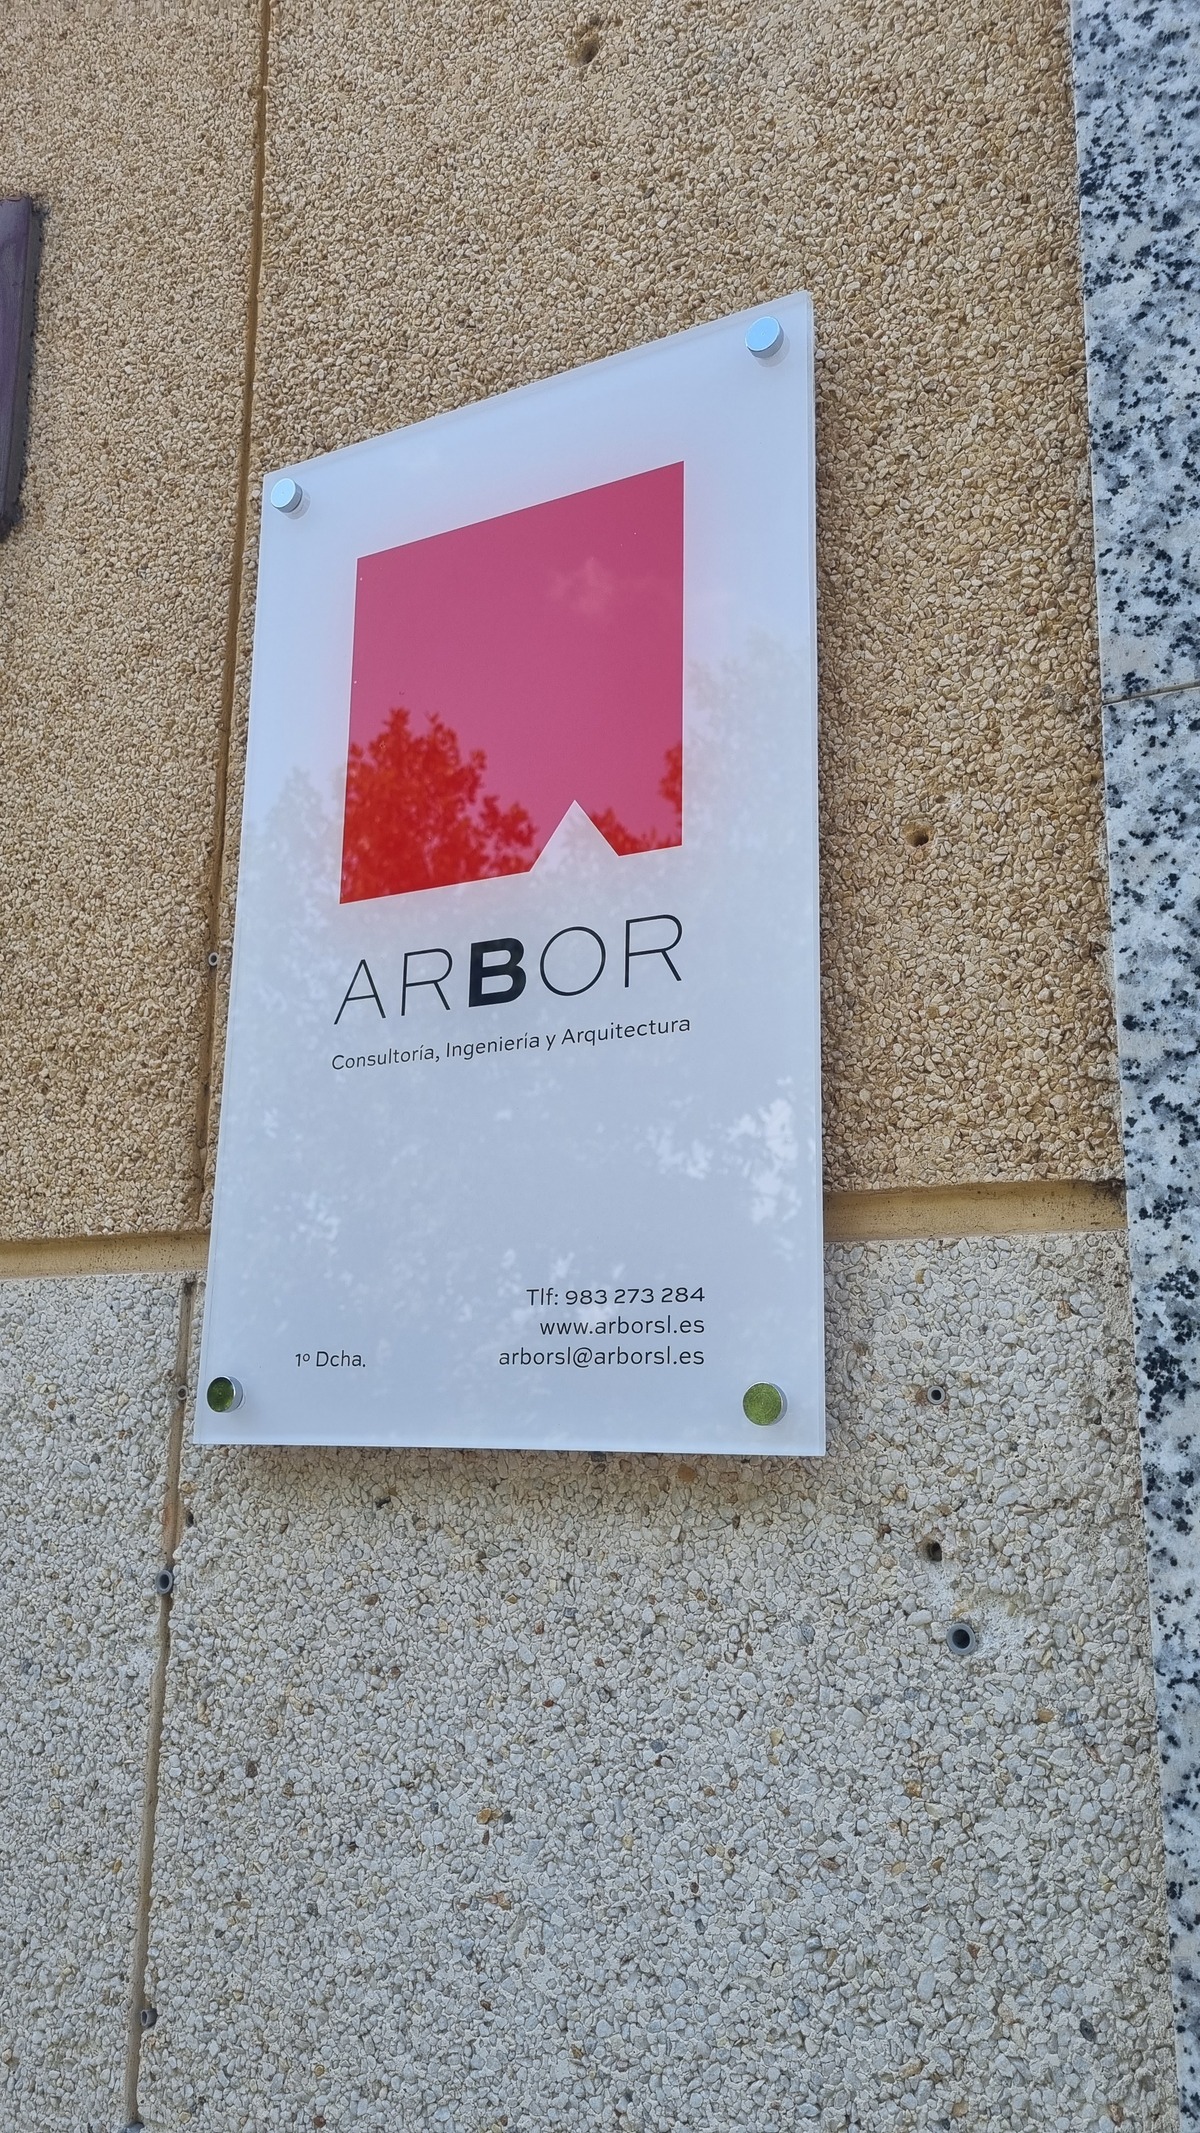 ARBOR
Consultoría, Ingeniería y Arquitectura
Tlf: 983 273 284
www.arborsl.es
1º Dcha.
arborsl@arborsl.es